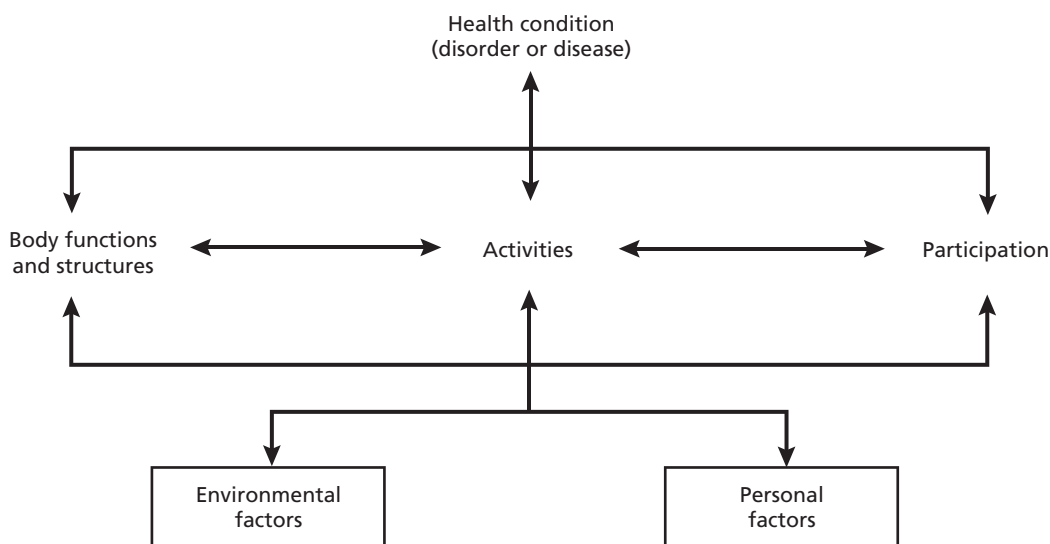 Health condition
(disorder or disease)
Body functions
and structures
Activities
Participation
Environmental
factors
Personal
factors